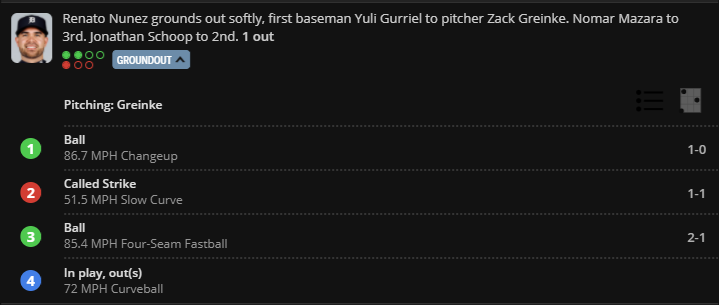 Renato Nunez grounds out softly, first baseman Yuli Gurriel to pitcher Zack Greinke. Nomar Mazara to
3rd. Jonathan Schoop to 2nd. 1 out
GROUNDOUT
Pitching: Greinke
1 Ball
86.7 MPH Changeup 1-0
2 Called Strike
51.5 MPH Slow Curve 1-1
3 Ball
85.4 MPH Four-Seam Fastball 2-1
4 In play, out(s)
72 MPH Curveball